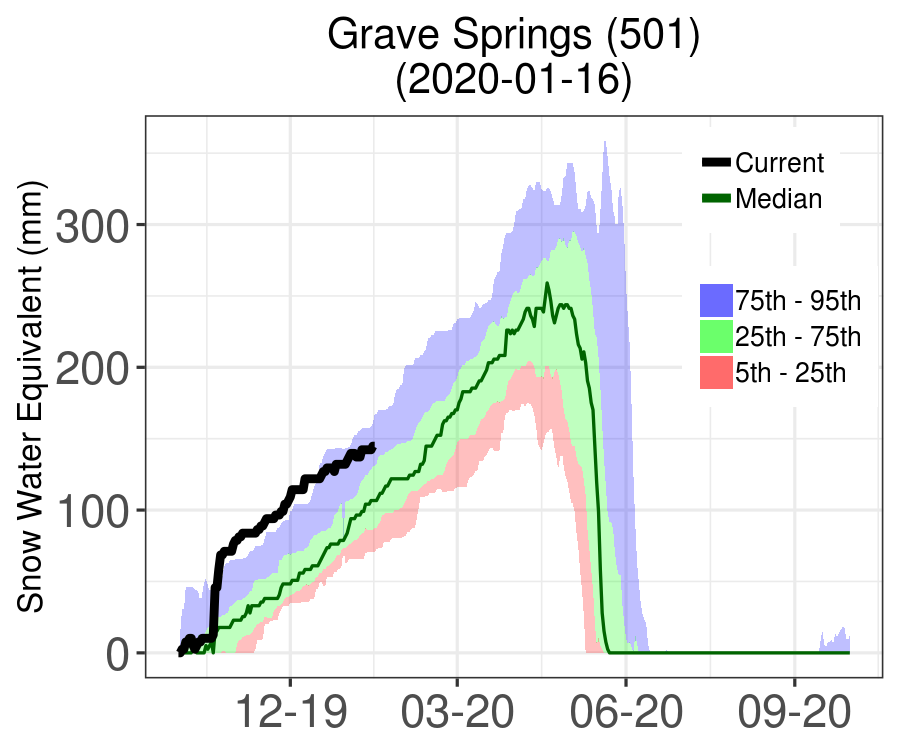 Grave Springs (501)
(2020-01-16)
Snow Water Equivalent (mm)
300
200
100
0
12-19
03-20
06-20
09-20
Current
Median
75th - 95th
25th - 75th
5th - 25th